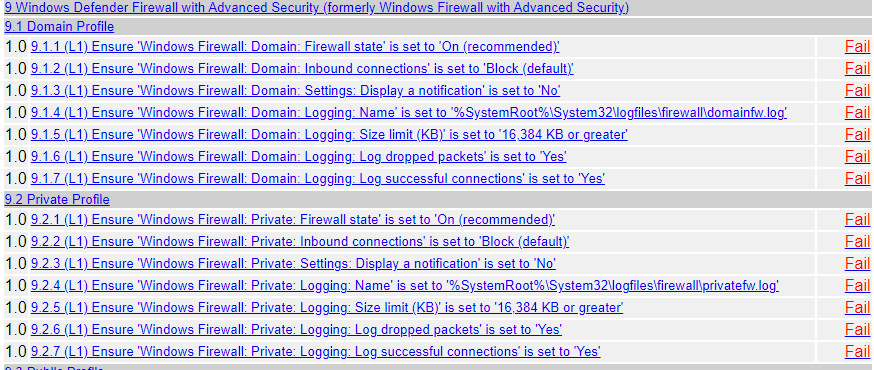 9 Windows Defender Firewall with Advanced Security (formerly Windows Firewall with Advanced Security)
9.1 Domain Profile
1.0 9.1.1 (L1) Ensure 'Windows Firewall: Domain: Firewall state' is set to 'On (recommended)' Fail
1.0 9.1.2 (L1) Ensure 'Windows Firewall: Domain: Inbound connections' is set to 'Block (default)' Fail
1.0 9.1.3 (L1) Ensure 'Windows Firewall: Domain: Settings: Display a notification' is set to 'No' Fail
1.0 9.1.4 (L1) Ensure 'Windows Firewall: Domain: Logging: Name' is set to '%SystemRoot%\System32\logfiles\firewall\domainfw.log' Fail
1.0 9.1.5 (L1) Ensure 'Windows Firewall: Domain: Logging: Size limit (KB)' is set to '16,384 KB or greater' Fail
1.0 9.1.6 (L1) Ensure 'Windows Firewall: Domain: Logging: Log dropped packets' is set to 'Yes' Fail
1.0 9.1.7 (L1) Ensure 'Windows Firewall: Domain: Logging: Log successful connections' is set to 'Yes' Fail
9.2 Private Profile
1.0 9.2.1 (L1) Ensure 'Windows Firewall: Private: Firewall state' is set to 'On (recommended)' Fail
1.0 9.2.2 (L1) Ensure 'Windows Firewall: Private: Inbound connections' is set to 'Block (default)' Fail
1.0 9.2.3 (L1) Ensure 'Windows Firewall: Private: Settings: Display a notification' is set to 'No' Fail
1.0 9.2.4 (L1) Ensure 'Windows Firewall: Private: Logging: Name' is set to '%SystemRoot%\System32\logfiles\firewall\privatefw.log' Fail
1.0 9.2.5 (L1) Ensure 'Windows Firewall: Private: Logging: Size limit (KB)' is set to '16,384 KB or greater' Fail
1.0 9.2.6 (L1) Ensure 'Windows Firewall: Private: Logging: Log dropped packets' is set to 'Yes' Fail
1.0 9.2.7 (L1) Ensure 'Windows Firewall: Private: Logging: Log successful connections' is set to 'Yes' Fail
9.3 Public Profile